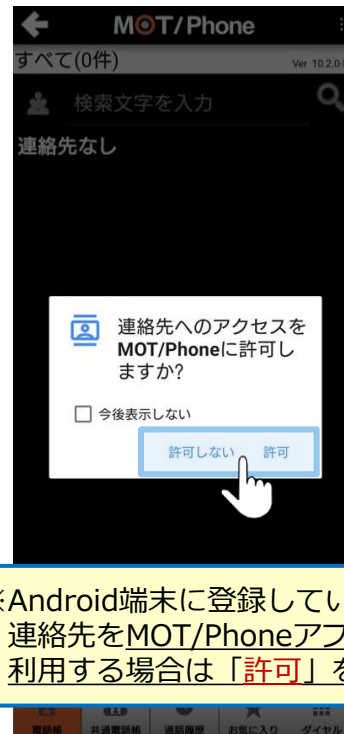 MOT/Phone
すべて(0件)
Ver 10.2.0-
検索文字を入力
連絡先なし
連絡先へのアクセスを
MOT/Phoneに許可し
ますか?
今後表示しない
許可しない 許可
※Android端末に登録してい
連絡先をMOT/Phoneアプ
利用する場合は「許可」を
電話帳 共通電話帳 通話履歴 お気に入り ダイヤル